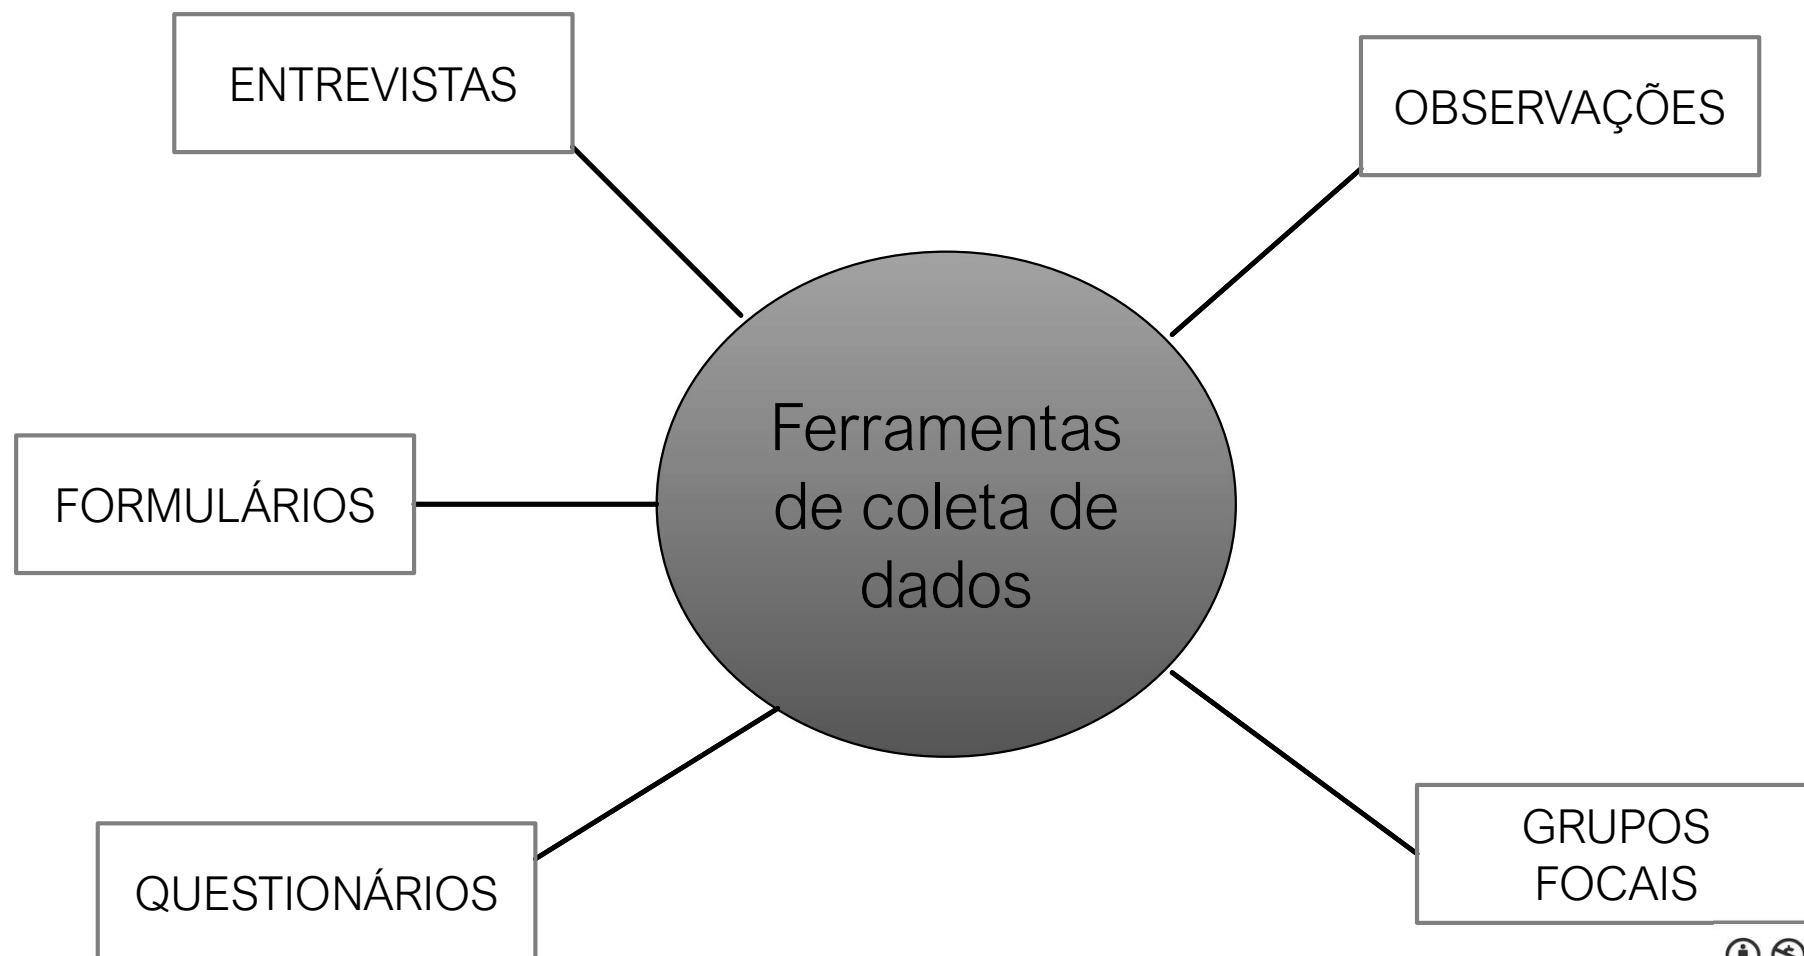 ENTREVISTAS
OBSERVAÇÕES
Ferramentas
de coleta de
dados
FORMULÁRIOS
QUESTIONÁRIOS
GRUPOS
FOCAIS